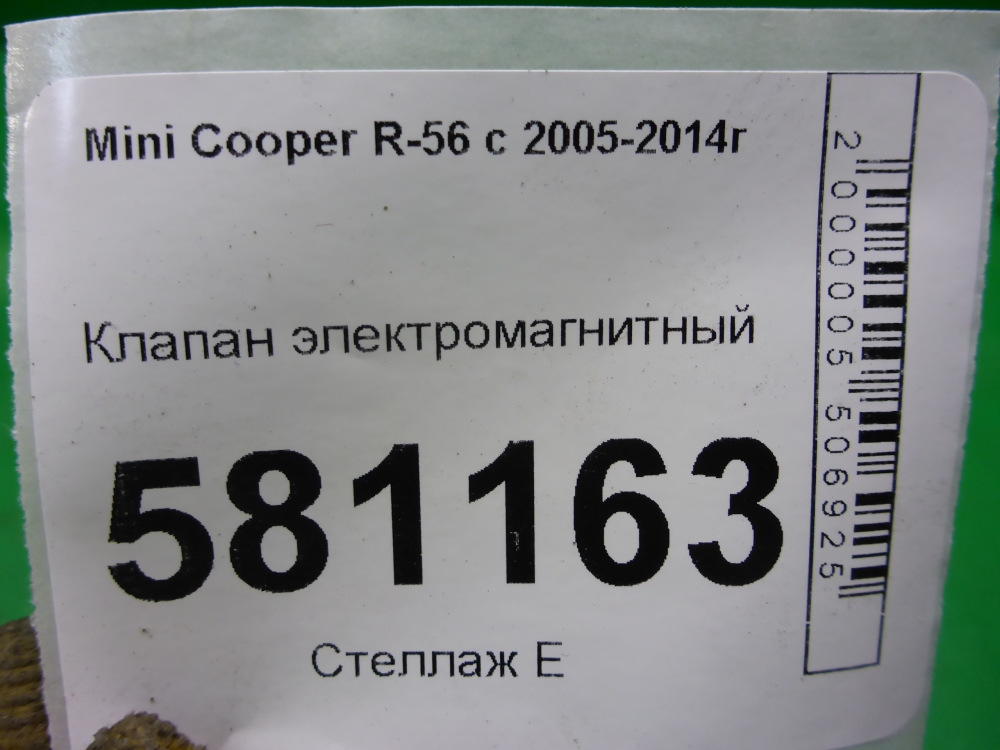 Mini Cooper R-56 с 2005-2014г
Клапан электромагнитный
581163
Стеллаж Е
2 000005 506925